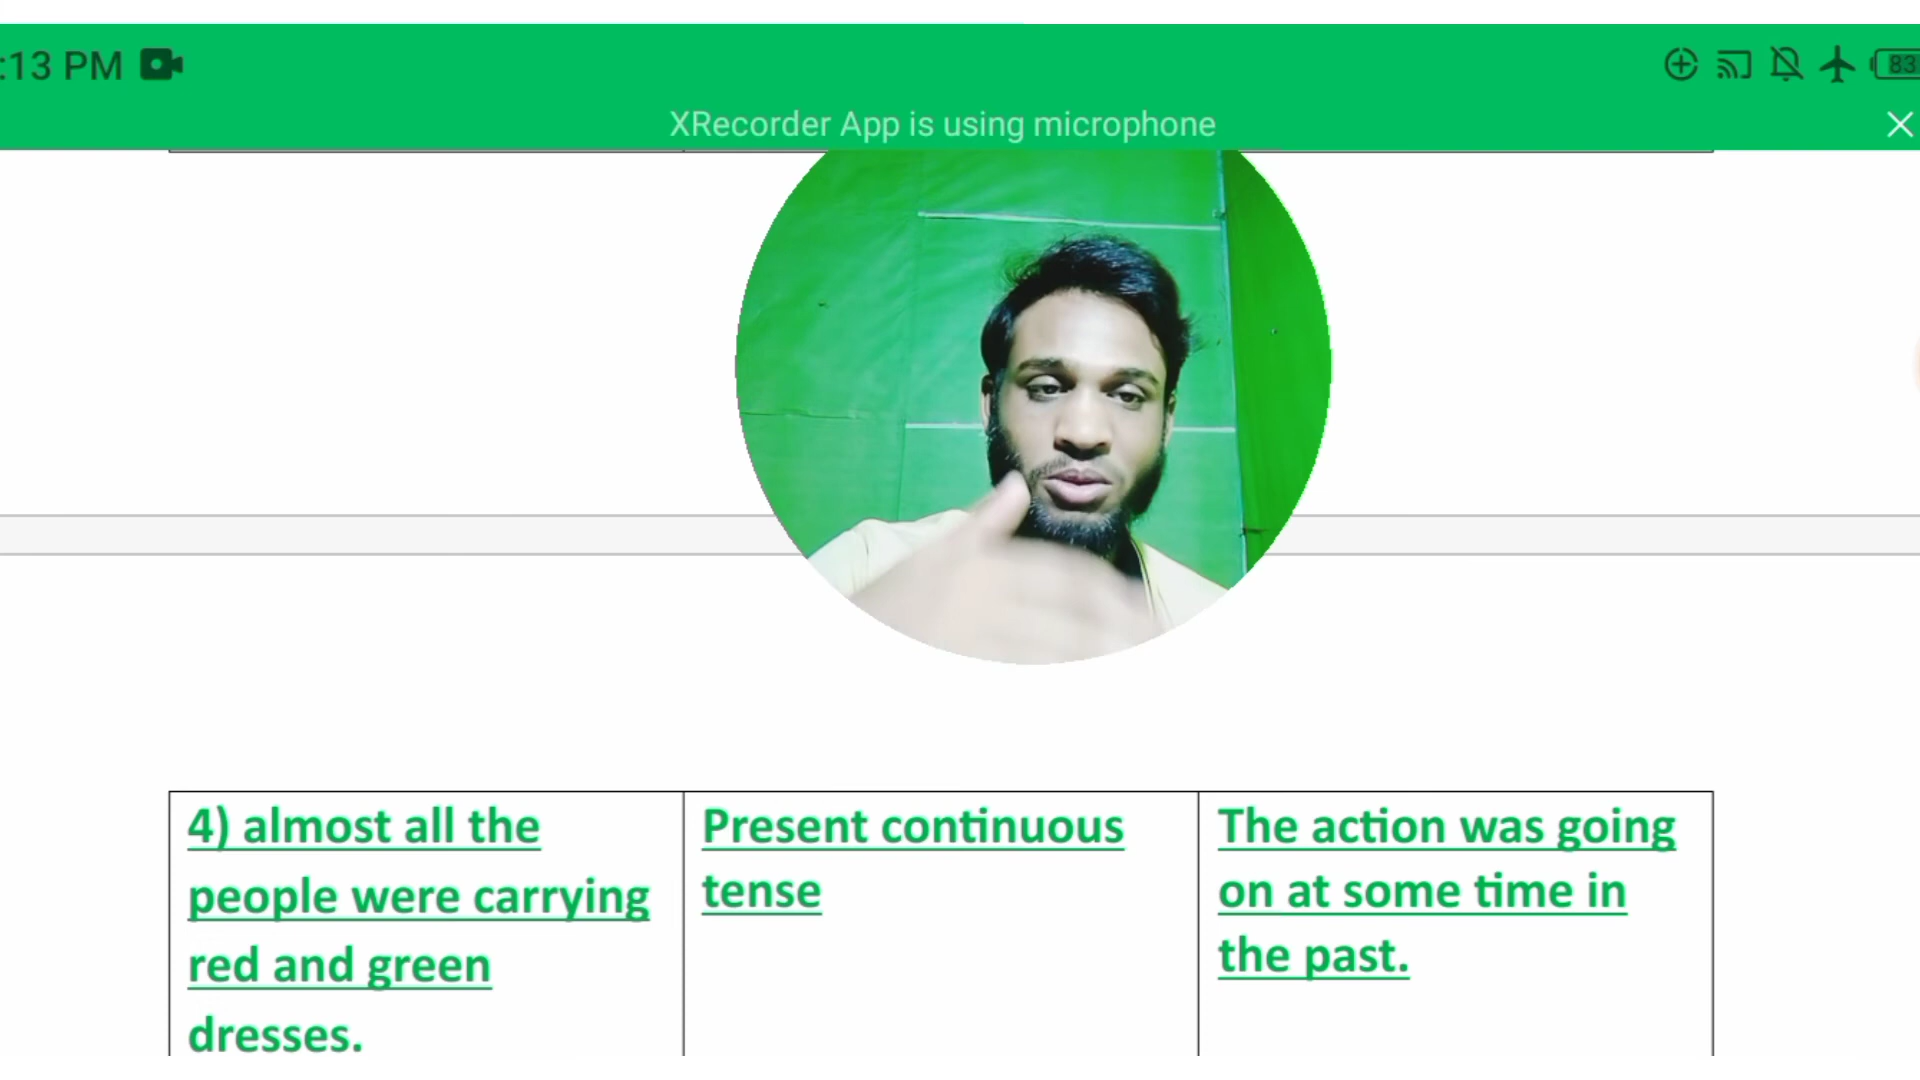 :13 PM
83
XRecorder App is using microphone
4) almost all the
people were carrying
red and green
dresses.
Present continuous
tense
The action was going
on at some time in
the past.